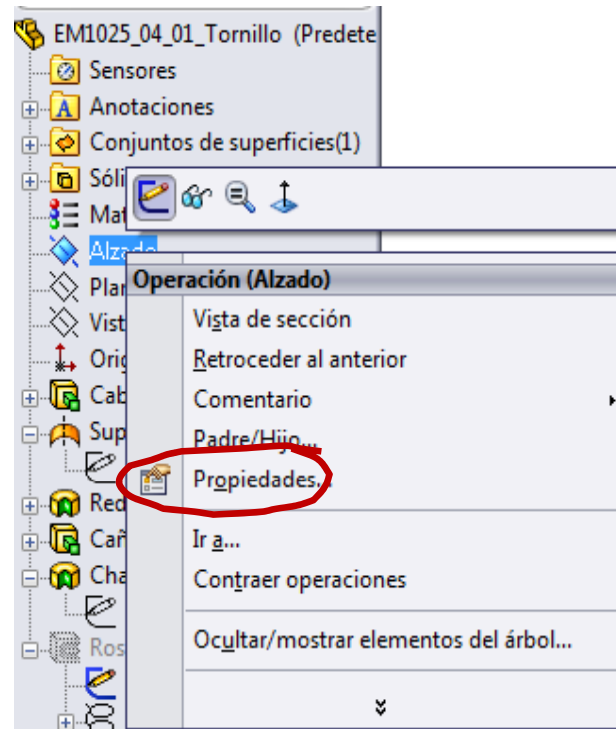 EM1025_04_01_Tornillo (Predete
Sensores
Anotaciones
Conjuntos de superficies(1)
Sóli
Mat
Alzado
Operación (Alzado)
Plan
Vista de sección
Vist
Retroceder al anterior
Orig
Comentario
Cab
Padre/Hijo...
Sup
Propiedades...
Red
Ir a...
Cañ
Contraer operaciones
Cha
Ocultar/mostrar elementos del árbol...
Ros